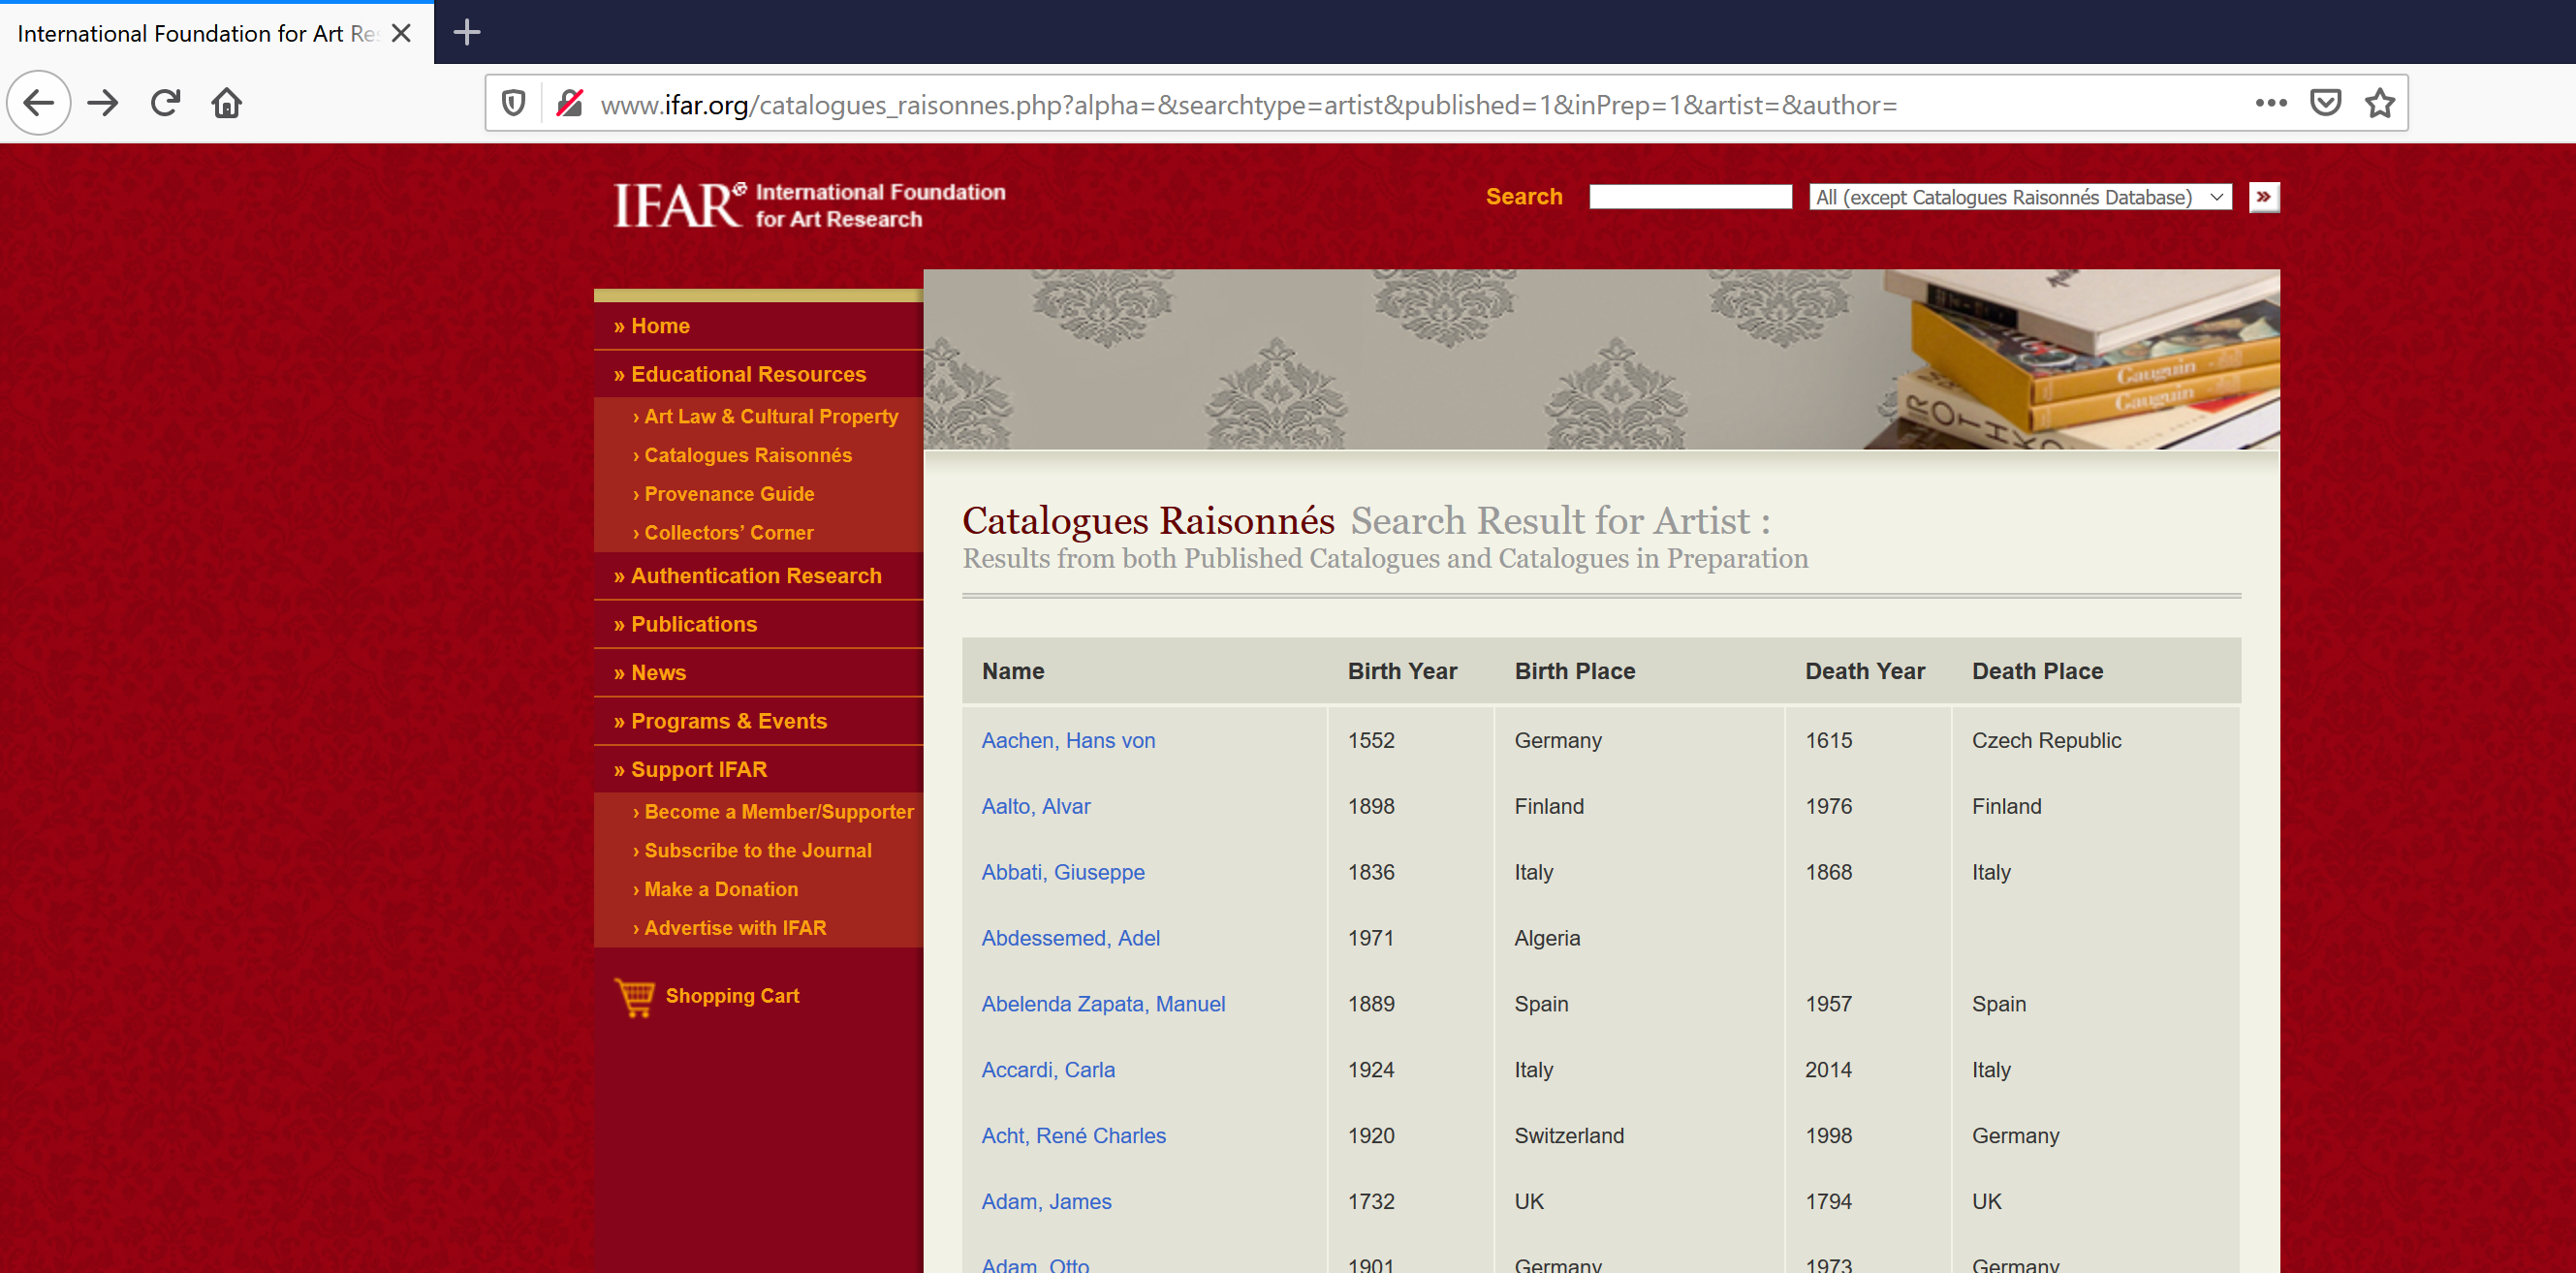 International Foundation for Art Re
www.ifar.org/catalogues_raisonnes.php?alpha=&searchtype=artist&published=1&inPrep=1&artist=&author=
IFAR® International Foundation
for Art Research
Search
All (except Catalogues Raisonnés Database)
»
» Home
» Educational Resources
› Art Law & Cultural Property
› Catalogues Raisonnés
› Provenance Guide
› Collectors’ Corner
» Authentication Research
» Publications
» News
» Programs & Events
» Support IFAR
› Become a Member/Supporter
› Subscribe to the Journal
› Make a Donation
› Advertise with IFAR
Shopping Cart
Gauguin
Gauguin
ROTHK
Catalogues Raisonnés Search Result for Artist :
Results from both Published Catalogues and Catalogues in Preparation
Name Birth Year Birth Place Death Year Death Place
Aachen, Hans von 1552 Germany 1615 Czech Republic
Aalto, Alvar 1898 Finland 1976 Finland
Abbati, Giuseppe 1836 Italy 1868 Italy
Abdessemed, Adel 1971 Algeria
Abelenda Zapata, Manuel 1889 Spain 1957 Spain
Accardi, Carla 1924 Italy 2014 Italy
Acht, René Charles 1920 Switzerland 1998 Germany
Adam, James 1732 UK 1794 UK
Adam, Otto 1901 Germany 1973 Germany